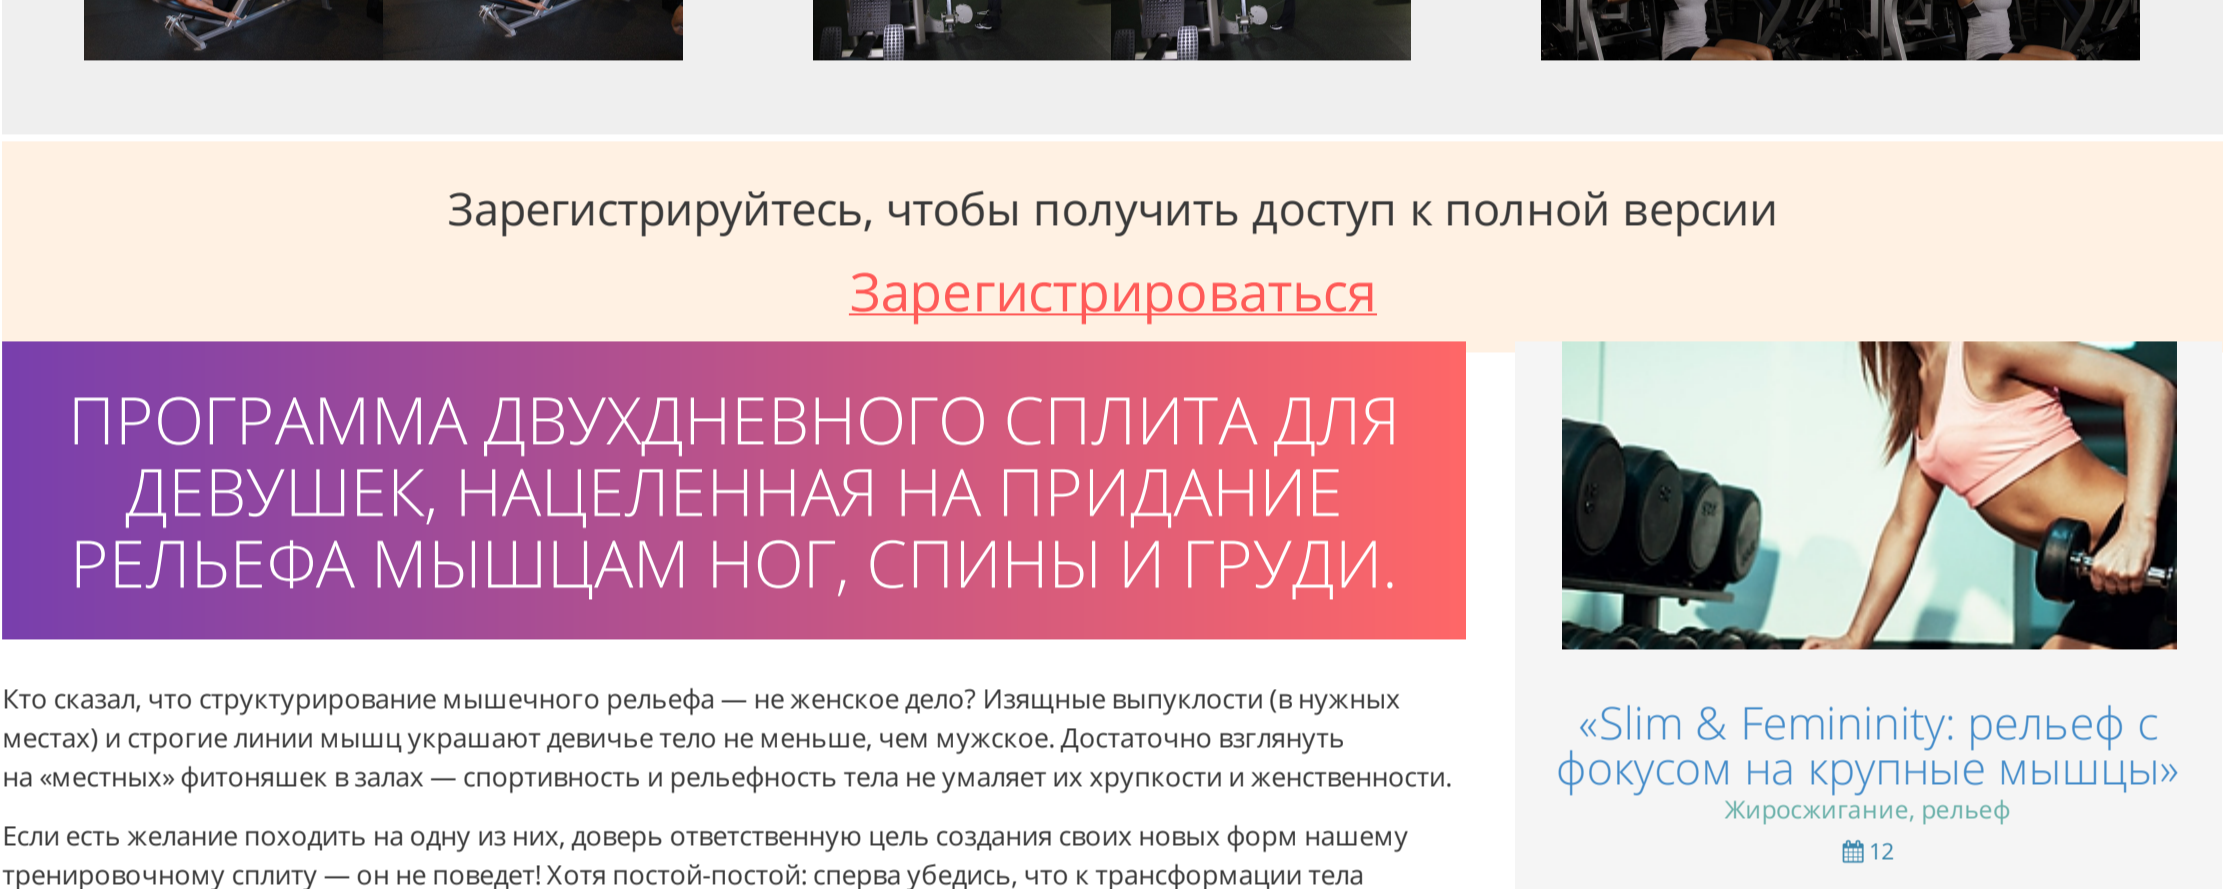 Зарегистрируйтесь, чтобы получить доступ к полной версии
Зарегистрироваться
ПРОГРАММА ДВУХДНЕВНОГО СПЛИТА ДЛЯ
ДЕВУШЕК, НАЦЕЛЕННАЯ НА ПРИДАНИЕ
РЕЛЬЕФА МЫШЦАМ НОГ, СПИНЫ И ГРУДИ.
Кто сказал, что структурирование мышечного рельефа — не женское дело? Изящные выпуклости (в нужных
местах) и строгие линии мышц украшают девичье тело не меньше, чем мужское. Достаточно взглянуть
на «местных» фитоняшек в залах — спортивность и рельефность тела не умаляет их хрупкости и женственности.
Если есть желание походить на одну из них, доверь ответственную цель создания своих новых форм нашему
тренировочному сплиту — он не поведет! Хотя постой-постой: сперва убедись, что к трансформации тела
«Slim & Femininity: рельеф с
фокусом на крупные мышцы»
Жиросжигание, рельеф
12